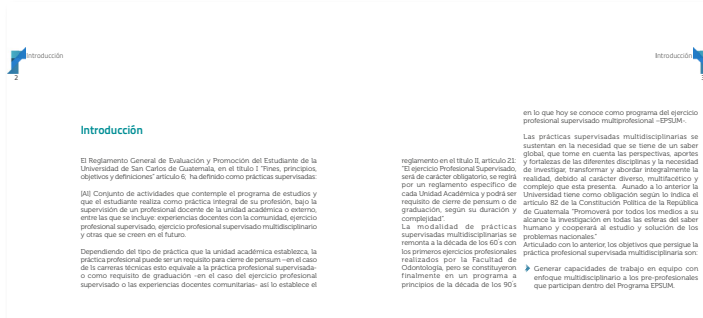 Introducción
2
Introducción
Introducción
El Reglamento General de Evaluación y Promoción del Estudiante de la
Universidad de San Carlos de Guatemala, en el título I "Fines, principios,
objetivos y definiciones" artículo 6, ha definido como prácticas supervisadas:
[Al] Conjunto de actividades que contemple el programa de estudios y
que el estudiante realiza como práctica integral de su profesión, bajo la
supervisión de un profesional docente de la unidad académica o externo,
entre las que se incluye: experiencias docentes con la comunidad, ejercicio
profesional supervisado, ejercicio profesional supervisado multidisciplinario
y otras que se creen en el futuro.
Dependiendo del tipo de práctica que la unidad académica establezca, la
práctica profesional puede ser un requisito para cierre de pensum –en el caso
de ls carreras técnicas esto equivale a la práctica profesional supervisada-
o como requisito de graduación -en el caso del ejercicio profesional
supervisado o las experiencias docentes comunitarias- así lo establece el
reglamento en el título II, artículo 21:
"El ejercicio Profesional Supervisado,
será de carácter obligatorio, se regirá
por un reglamento específico de
cada Unidad Académica y podrá ser
requisito de cierre de pensum o de
graduación, según su duración y
complejidad".
La modalidad de prácticas
supervisadas multidisciplinarias se
remonta a la década de los 60´s con
los primeros ejercicios profesionales
realizados por la Facultad de
Odontología, pero se constituyeron
finalmente en un programa a
principios de la década de los 90´s
en lo que hoy se conoce como programa del ejercicio
profesional supervisado multiprofesional –EPSUM-.
Las prácticas supervisadas multidisciplinarias se
sustentan en la necesidad que se tiene de un saber
global, que tome en cuenta las perspectivas, aportes
y fortalezas de las diferentes disciplinas y la necesidad
de investigar, transformar y abordar integralmente la
realidad, debido al carácter diverso, multifacético y
complejo que esta presenta. Aunado a lo anterior la
Universidad tiene como obligación según lo indica el
artículo 82 de la Constitución Política de la República
de Guatemala "Promoverá por todos los medios a su
alcance la investigación en todas las esferas del saber
humano y cooperará al estudio y solución de los
problemas nacionales."
Articulado con lo anterior, los objetivos que persigue la
práctica profesional supervisada multidisciplinaria son:
Generar capacidades de trabajo en equipo con
enfoque multidisciplinario a los pre-profesionales
que participan dentro del Programa EPSUM.